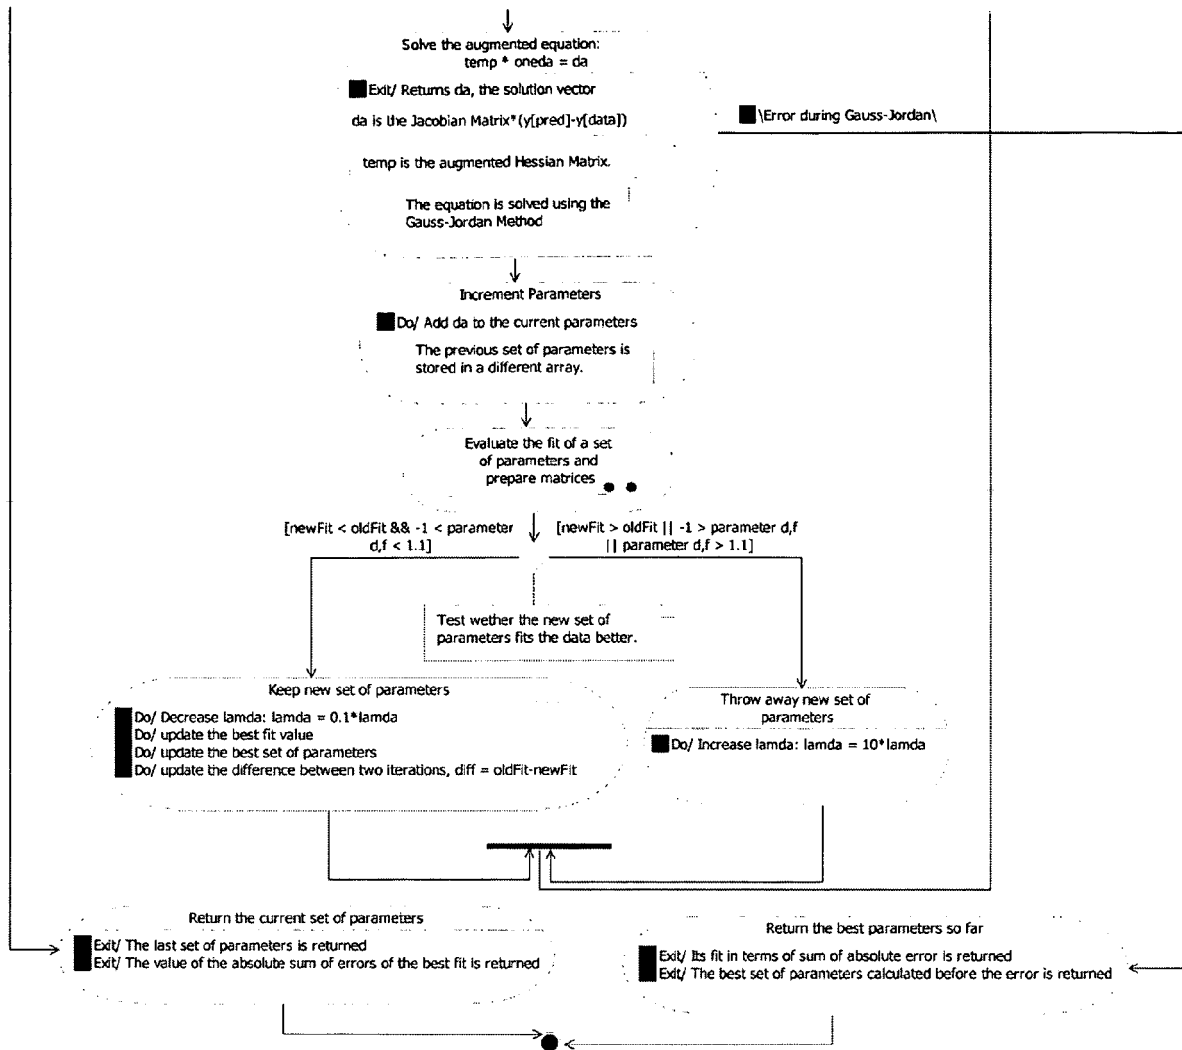 Solve the augmented equation:
temp * oneda = da
Exit/ Returns da, the solution vector
da is the Jacobian Matrix*(y[pred]-y[data])
temp is the augmented Hessian Matrix.
The equation is solved using the
Gauss-Jordan Method
\Error during Gauss-Jordan\
Increment Parameters
Do/ Add da to the current parameters
The previous set of parameters is
stored in a different array.
Evaluate the fit of a set
of parameters and
prepare matrices
[newFit < oldFit && -1 < parameter
d,f < 1.1]
[newFit > oldFit || -1 > parameter d,f
|| parameter d,f > 1.1]
Test wether the new set of
parameters fits the data better.
Keep new set of parameters
Do/ Decrease lamda: lamda = 0.1*lamda
Do/ update the best fit value
Do/ update the best set of parameters
Do/ update the difference between two iterations, diff = oldFit-newFit
Throw away new set of
parameters
Do/ Increase lamda: lamda = 10*lamda
Return the current set of parameters
Exit/ The last set of parameters is returned
Exit/ The value of the absolute sum of errors of the best fit is returned
Return the best parameters so far
Exit/ Its fit in terms of sum of absolute error is returned
Exit/ The best set of parameters calculated before the error is returned